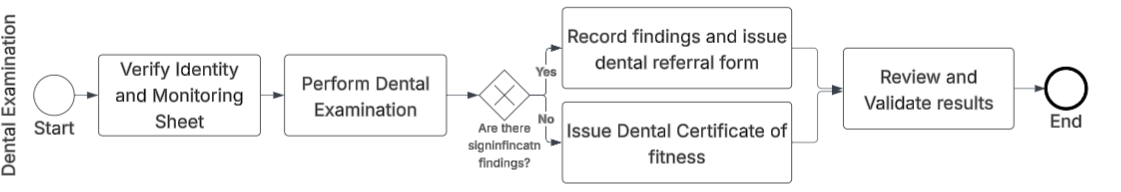 Dental Examination
Start
Verify Identity
and Monitoring
Sheet
Perform Dental
Examination
Are there
signinfincatn
findings?
Yes
No
Record findings and issue
dental referral form
Issue Dental Certificate of
fitness
Review and
Validate results
End